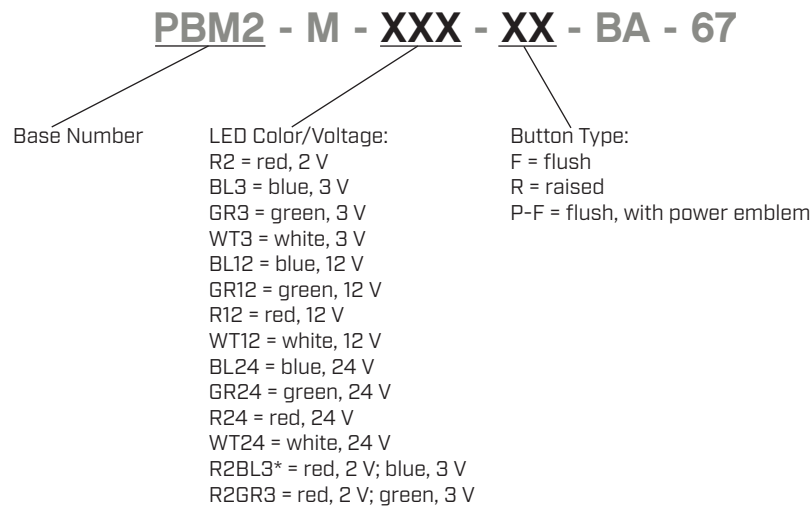 PBM2 - M - XXX - XX - BA - 67
Base Number
LED Color/Voltage:
R2 = red, 2 V
BL3 = blue, 3 V
GR3 = green, 3 V
WT3 = white, 3 V
BL12 = blue, 12 V
GR12 = green, 12 V
R12 = red, 12 V
WT12 = white, 12 V
BL24 = blue, 24 V
GR24 = green, 24 V
R24 = red, 24 V
WT24 = white, 24 V
R2BL3* = red, 2 V; blue, 3 V
R2GR3 = red, 2 V; green, 3 V
Button Type:
F = flush
R = raised
P-F = flush, with power emblem